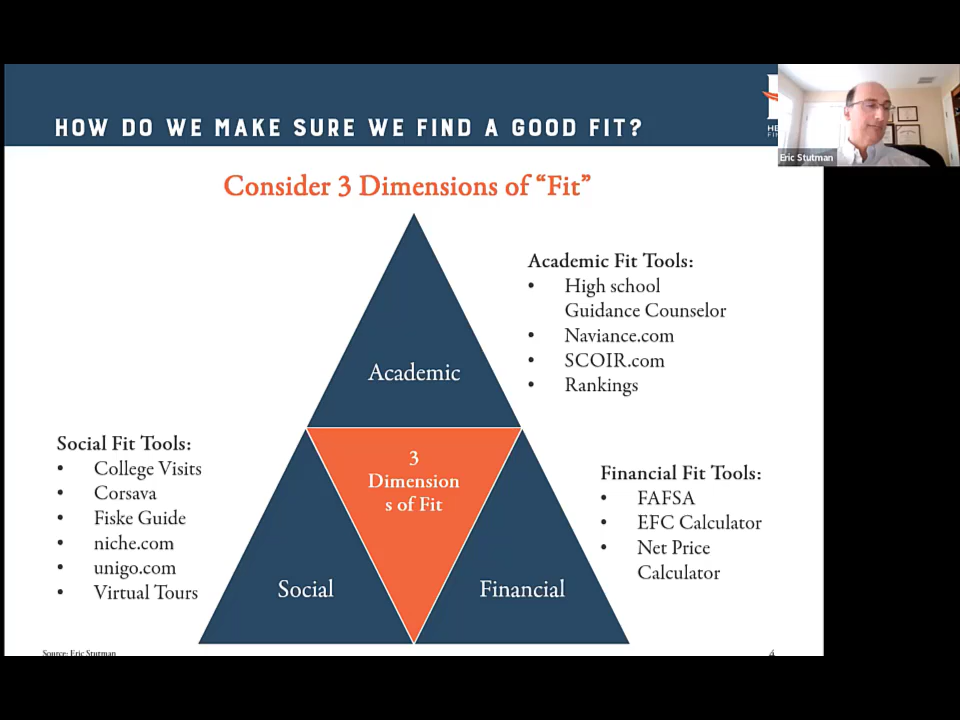 HOW DO WE MAKE SURE WE FIND A GOOD FIT?
Eric Stutman
Consider 3 Dimensions of “Fit”
Academic Fit Tools:
• High school
Guidance Counselor
• Naviance.com
• SCOIR.com
• Rankings
Academic
Social Fit Tools:
• College Visits
• Corsava
• Fiske Guide
• niche.com
• unigo.com
• Virtual Tours
3
Dimension
s of Fit
Financial Fit Tools:
• FAFSA
• EFC Calculator
• Net Price
Calculator
Social
Financial
Source: Eric Stutman
4